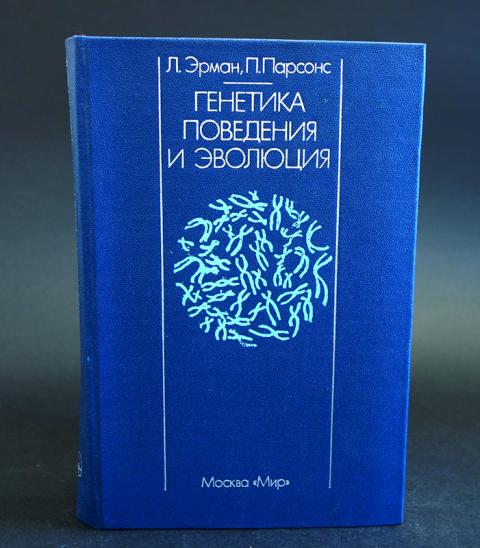 Л. Эрман, П. Парсонс
ГЕНЕТИКА
ПОВЕДЕНИЯ
И ЭВОЛЮЦИЯ
Москва «Мир»